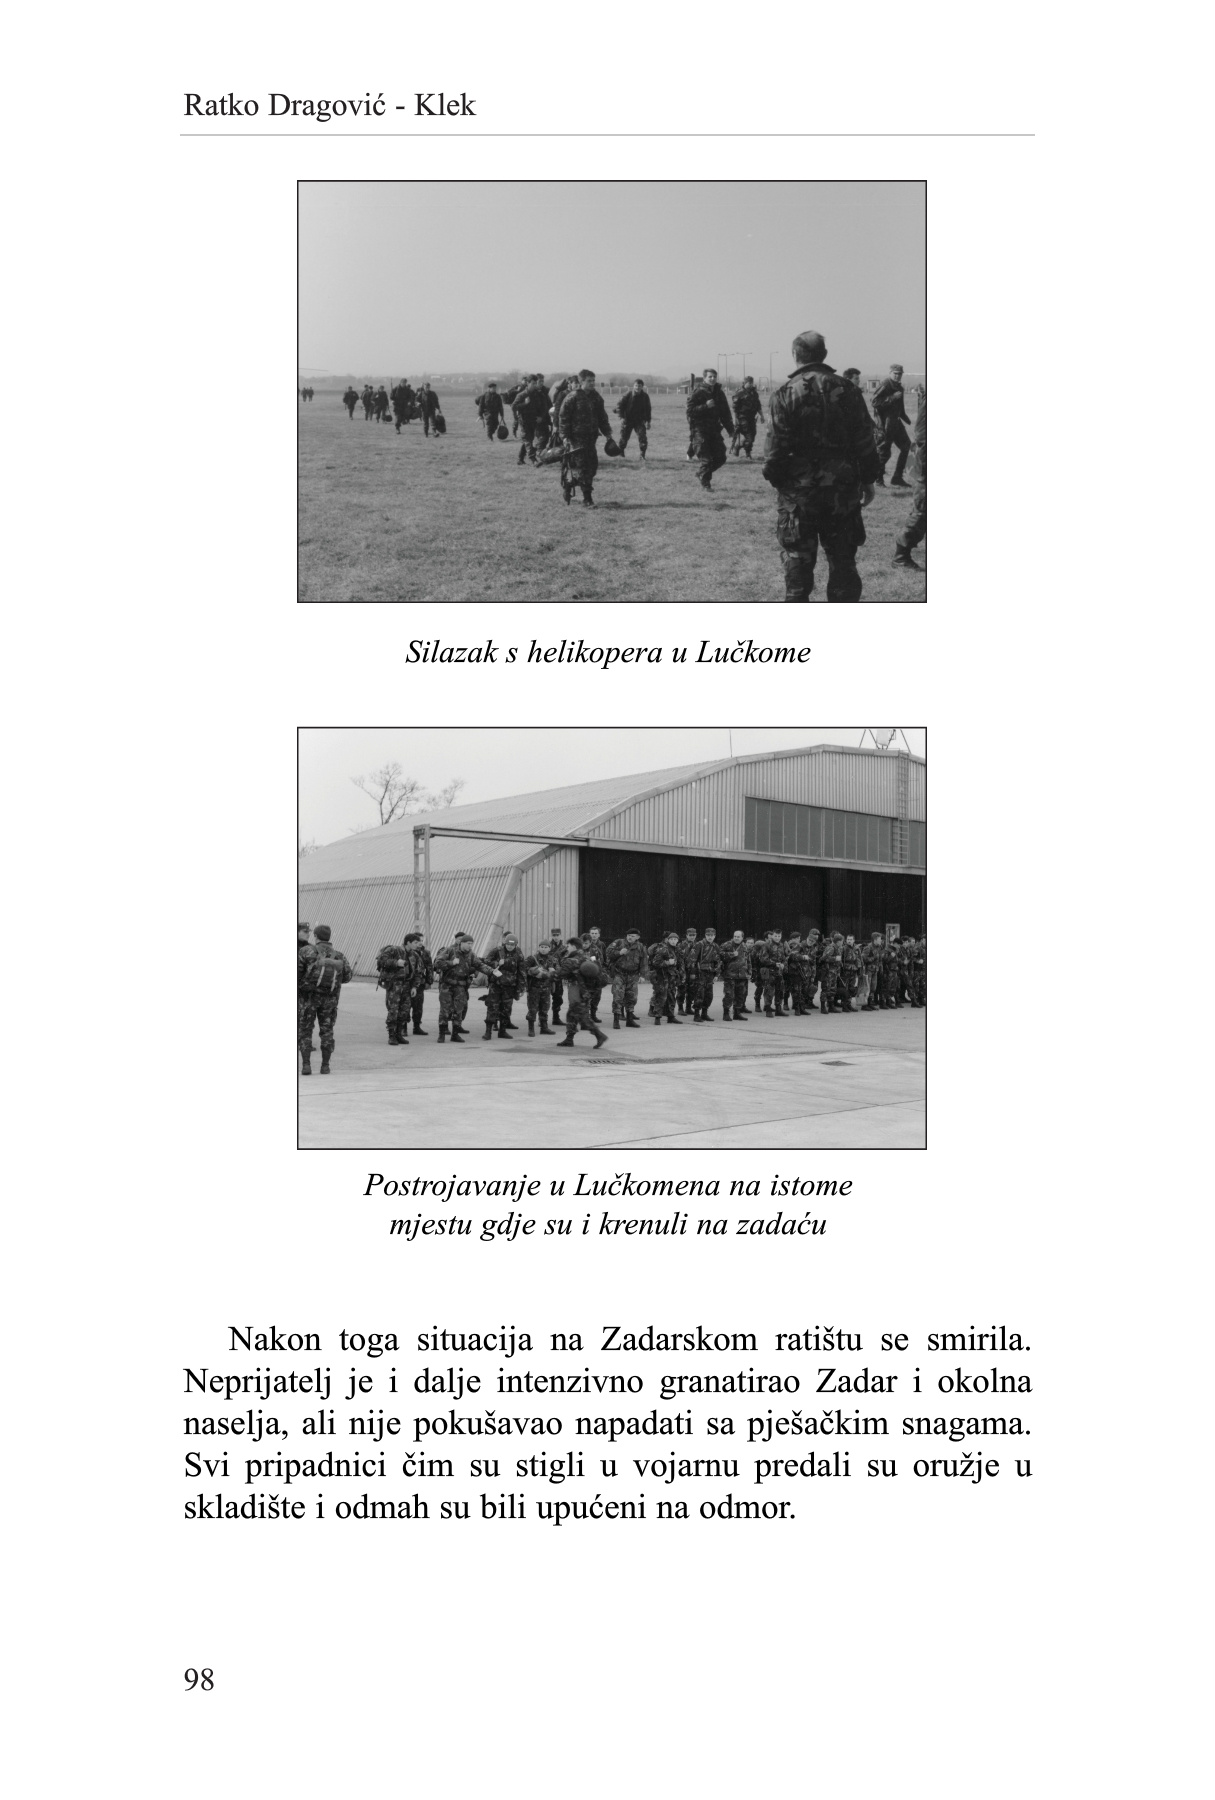 Ratko Dragović - Klek
Silazak s helikopera u Lučkome
Postrojavanje u Lučkomena na istome
mjestu gdje su i krenuli na zadaću
Nakon toga situacija na Zadarskom ratištu se smirila.
Neprijatelj je i dalje intenzivno granatirao Zadar i okolna
naselja, ali nije pokušavao napadati sa pješačkim snagama.
Svi pripadnici čim su stigli u vojarnu predali su oružje u
skladište i odmah su bili upućeni na odmor.
98